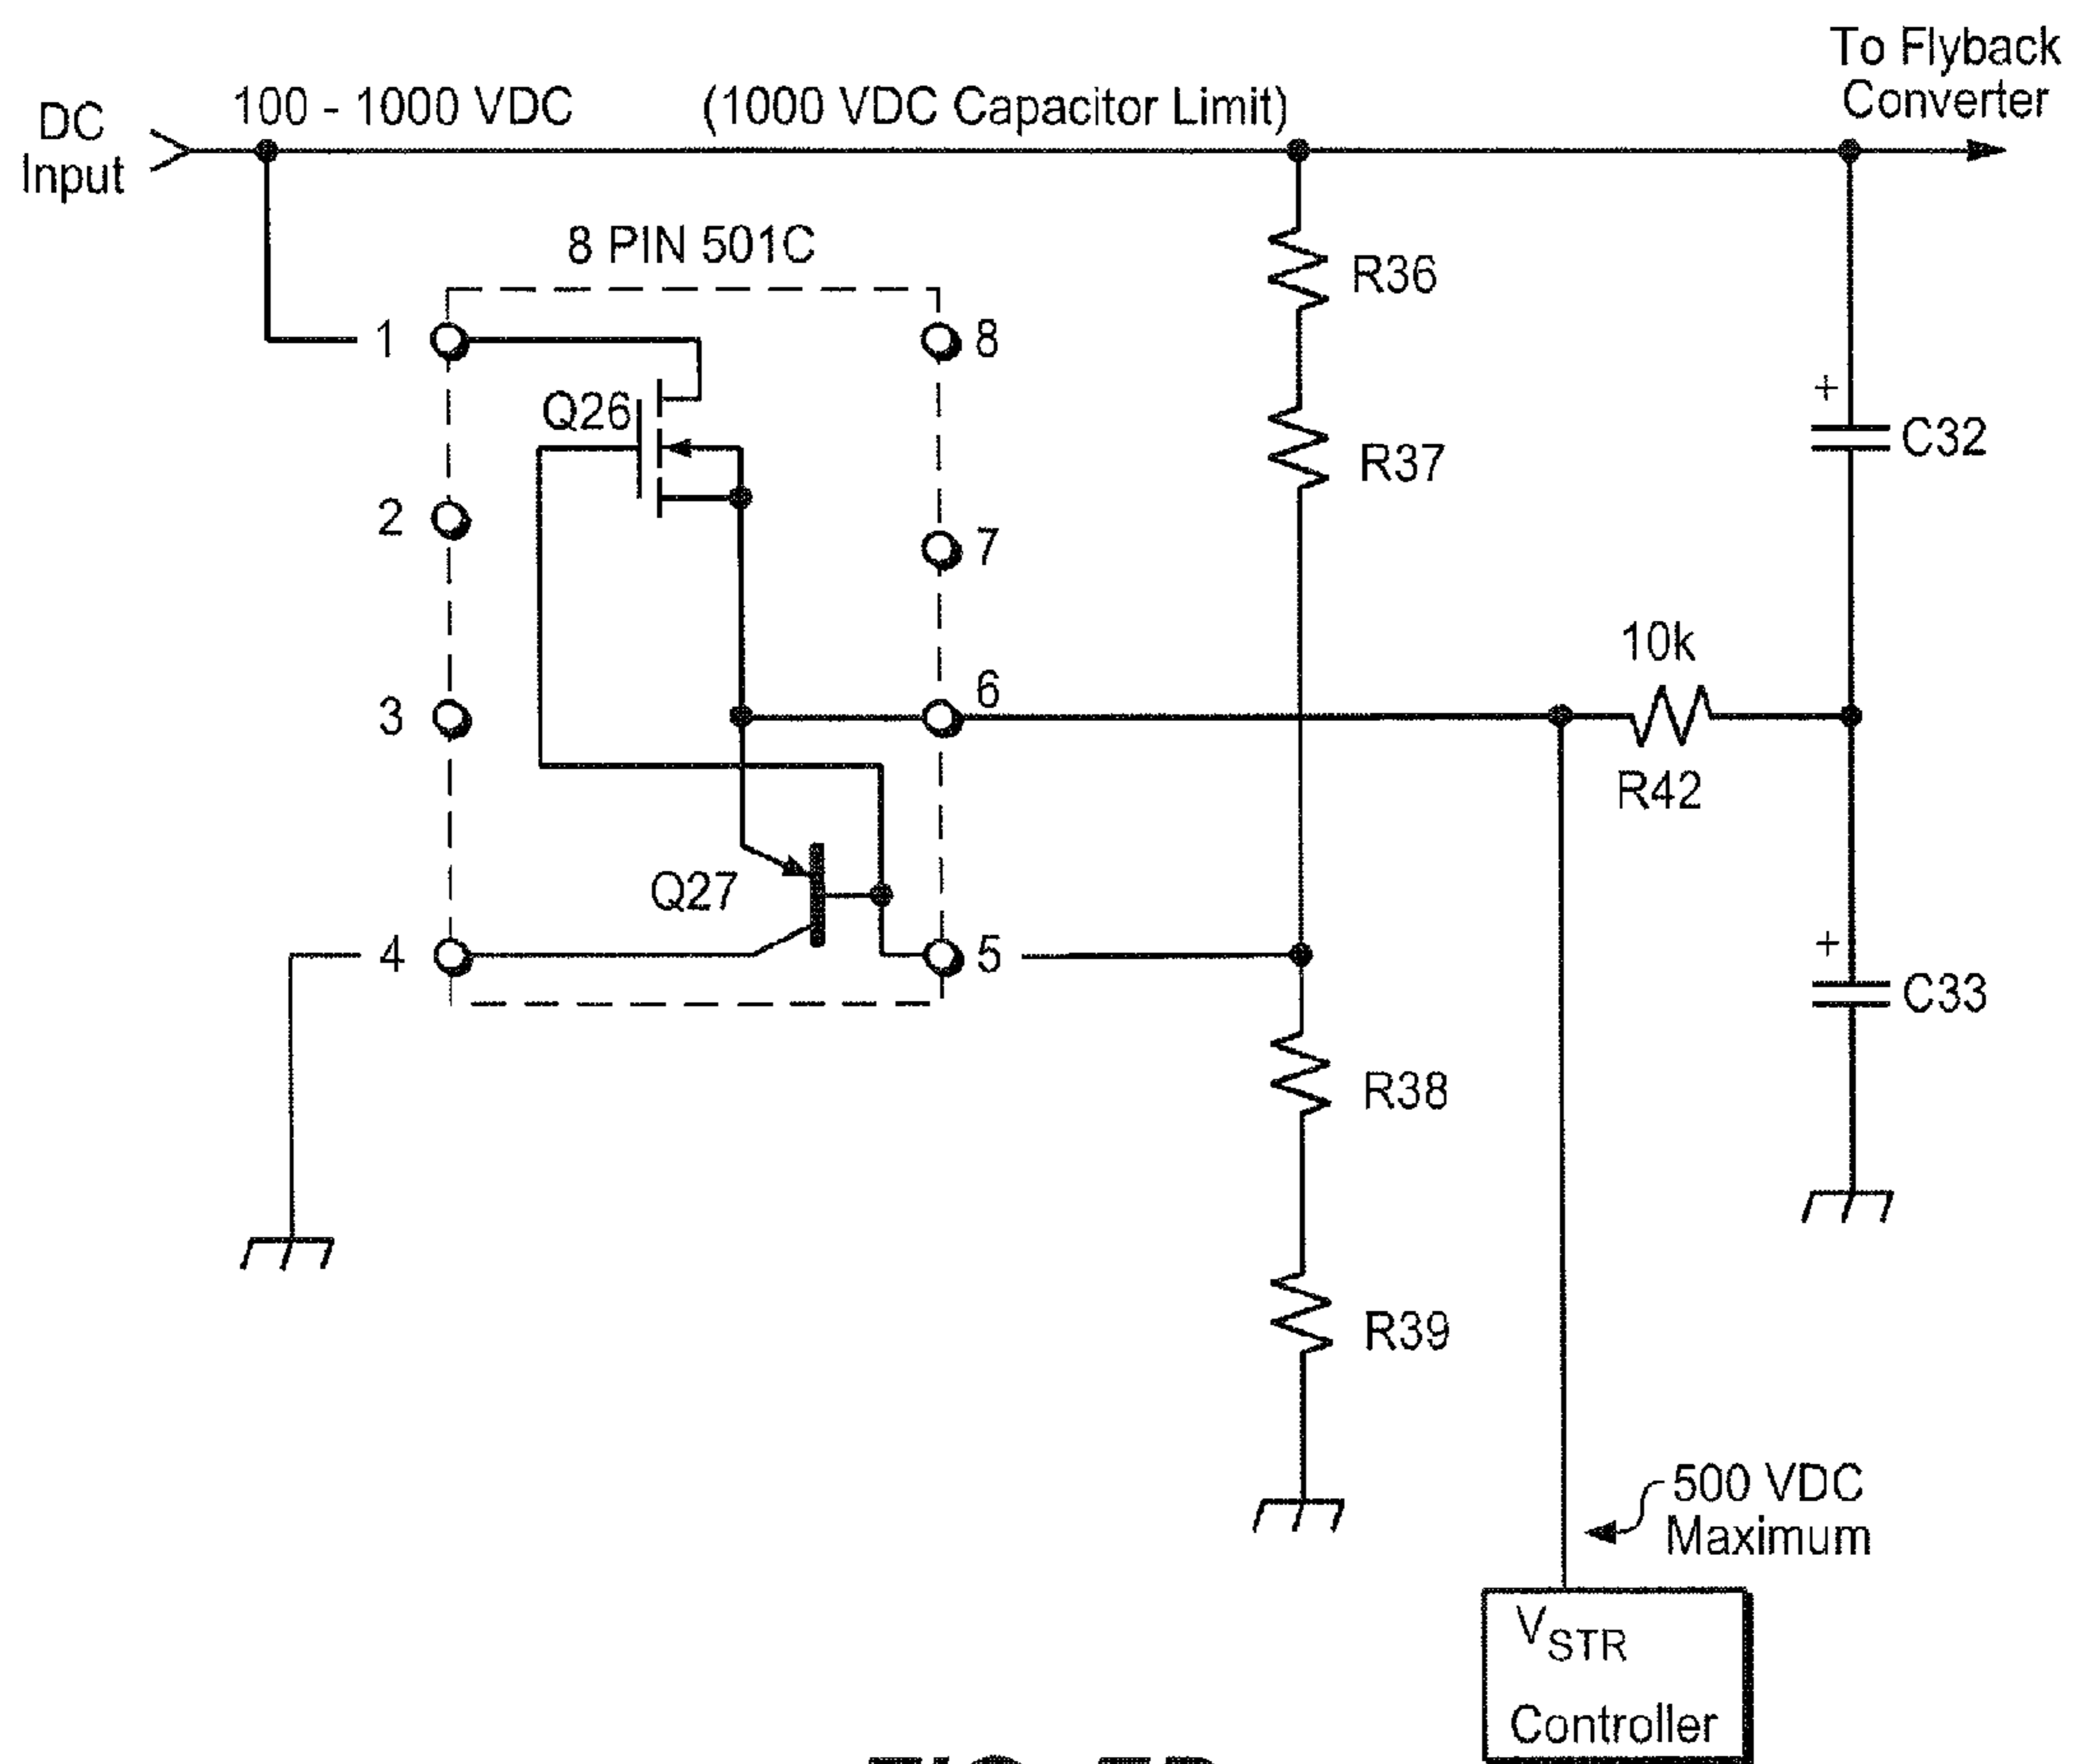 To Flyback
Converter
DC
Input
100 - 1000 VDC
(1000 VDC Capacitor Limit)
8 PIN 501C
R36
1
8
Q26
C32
R37
2
7
10k
3
6
R42
Q27
4
5
C33
R38
R39
500 VDC
Maximum
VSTR
Controller
+
+